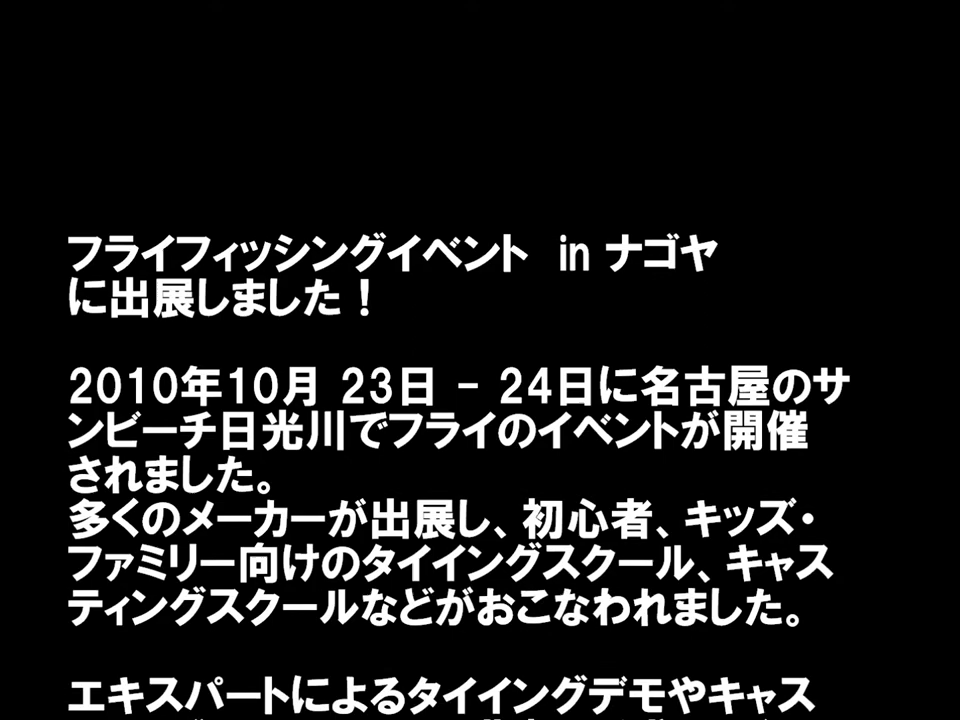 フライフィッシングイベント　in ナゴヤ
に出展しました！
2010年10月 23日 － 24日に名古屋のサ
ンビーチ日光川でフライのイベントが開催
されました。
多くのメーカーが出展し、初心者、キッズ・
ファミリー向けのタイイングスクール、キャス
ティングスクールなどがおこなわれました。
エキスパートによるタイイングデモやキャス